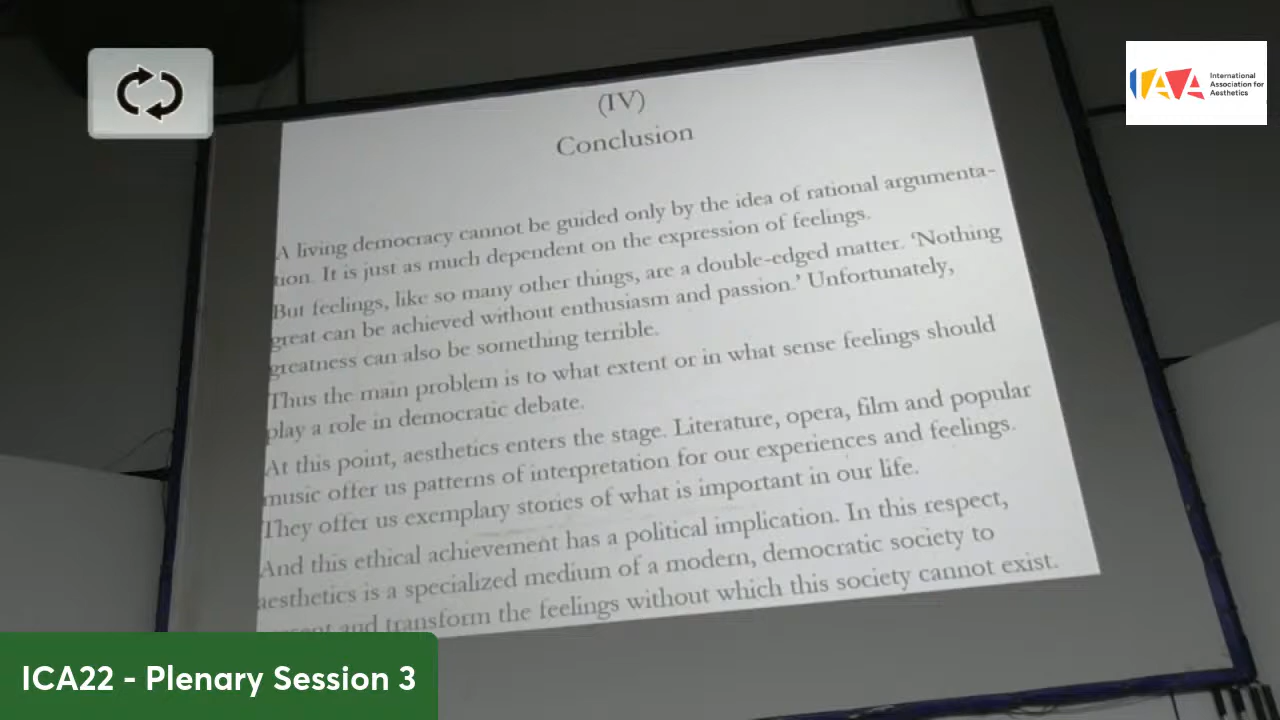 International
Association for
Aesthetics
(IV)
Conclusion
A living democracy cannot be guided only by the idea of rational argumenta-
tion. It is just as much dependent on the expression of feelings.
But feelings, like so many other things, are a double-edged matter. ‘Nothing
great can be achieved without enthusiasm and passion.’ Unfortunately,
greatness can also be something terrible.
Thus the main problem is to what extent or in what sense feelings should
play a role in democratic debate.
At this point, aesthetics enters the stage. Literature, opera, film and popular
music offer us patterns of interpretation for our experiences and feelings.
They offer us exemplary stories of what is important in our life.
And this ethical achievement has a political implication. In this respect,
aesthetics is a specialized medium of a modern, democratic society to
and transform the feelings without which this society cannot exist.
ICA22 - Plenary Session 3